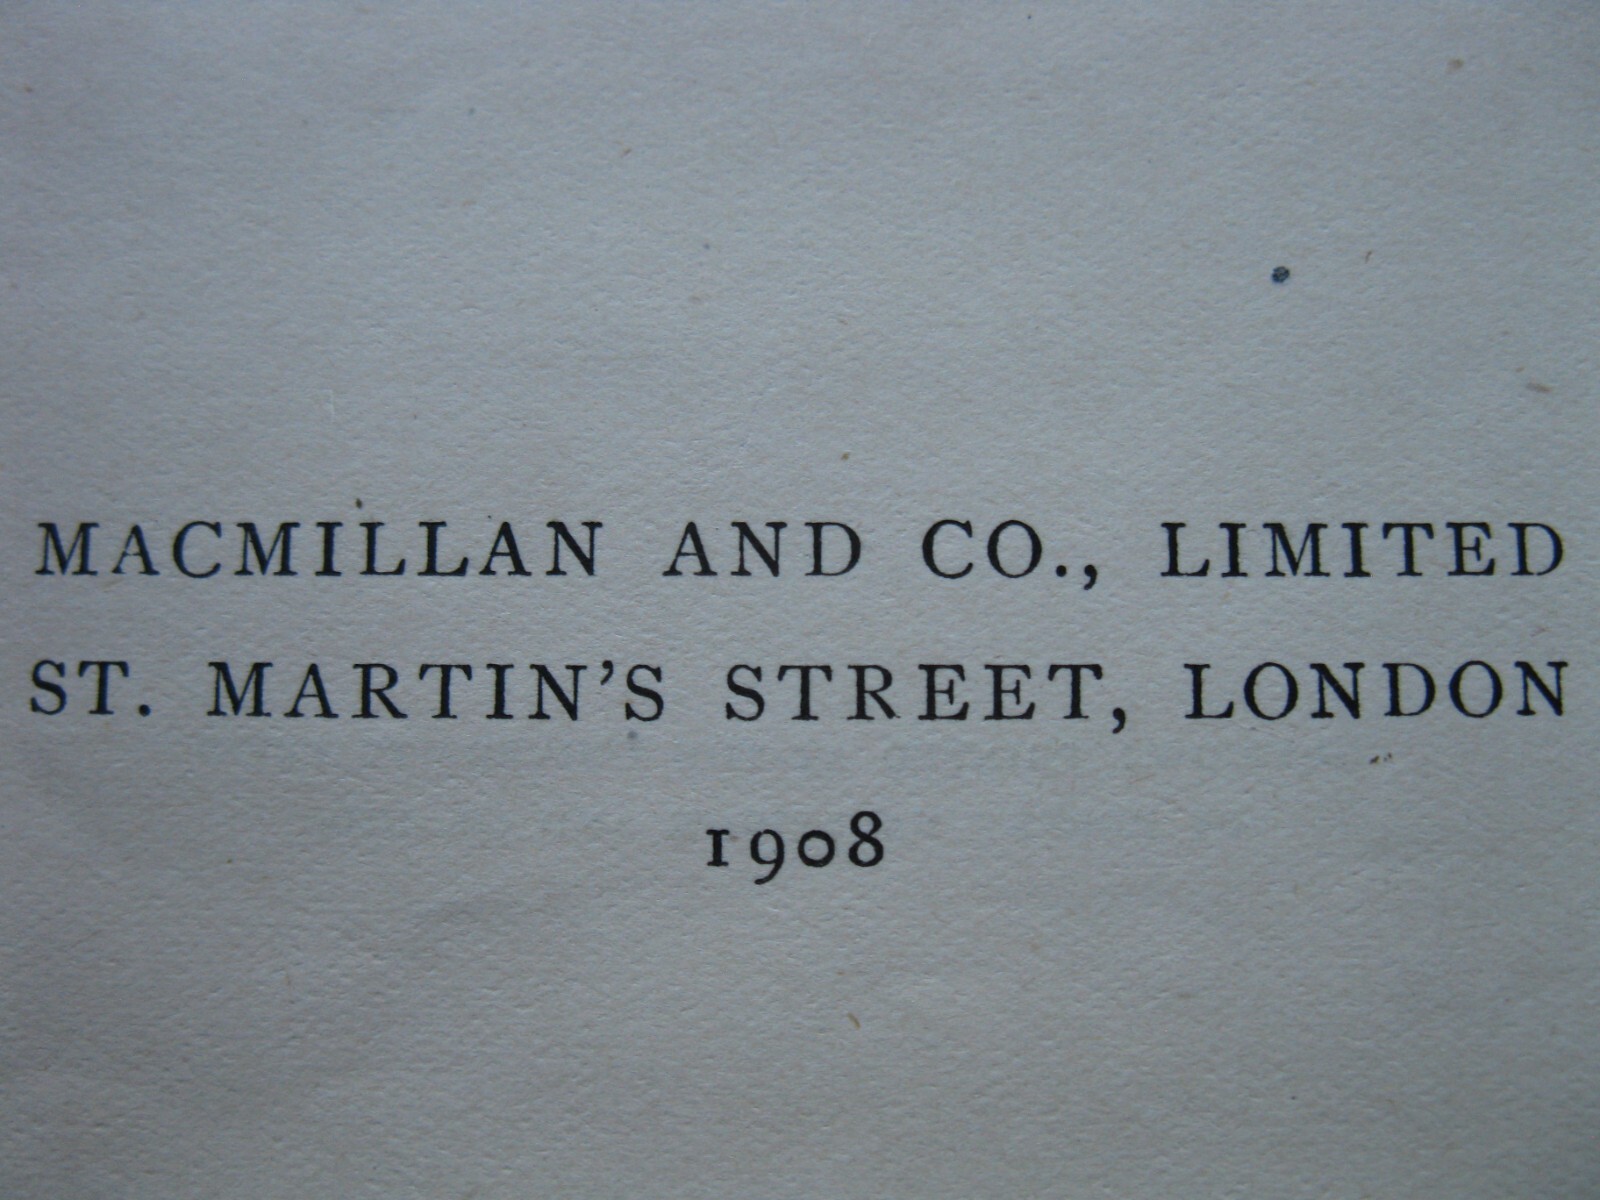 MACMILLAN AND CO., LIMITED
ST. MARTIN’S STREET, LONDON
1908